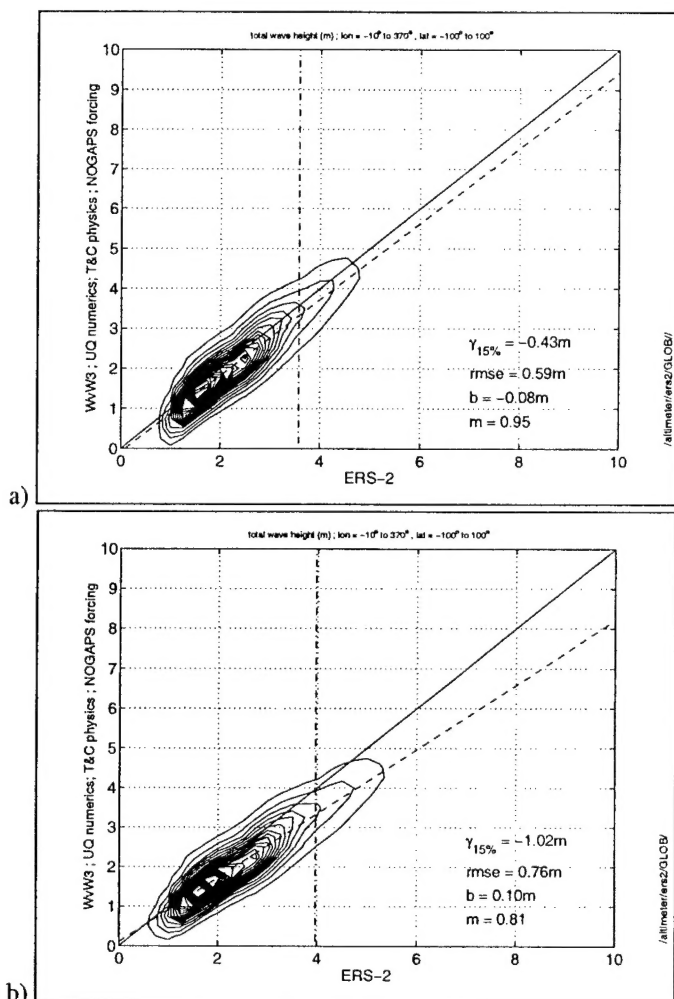 a)
total wave height (m) ; lon = −10° to 370° , lat = −100° to 100°
WvW3 ; UQ numerics; T&C physics ; NOGAPS forcing
10
9
8
7
6
5
4
3
2
1
0
γ15% = −0.43m
rmse = 0.59m
b = −0.08m
m = 0.95
0 2 4 6 8 10
ERS-2
/altimeter/ers2/GLOB//
b)
total wave height (m) ; lon = −10° to 370° , lat = −100° to 100°
WvW3 ; UQ numerics; T&C physics ; NOGAPS forcing
10
9
8
7
6
5
4
3
2
1
0
γ15% = −1.02m
rmse = 0.76m
b = 0.10m
m = 0.81
0 2 4 6 8 10
ERS-2
/altimeter/ers2/GLOB/